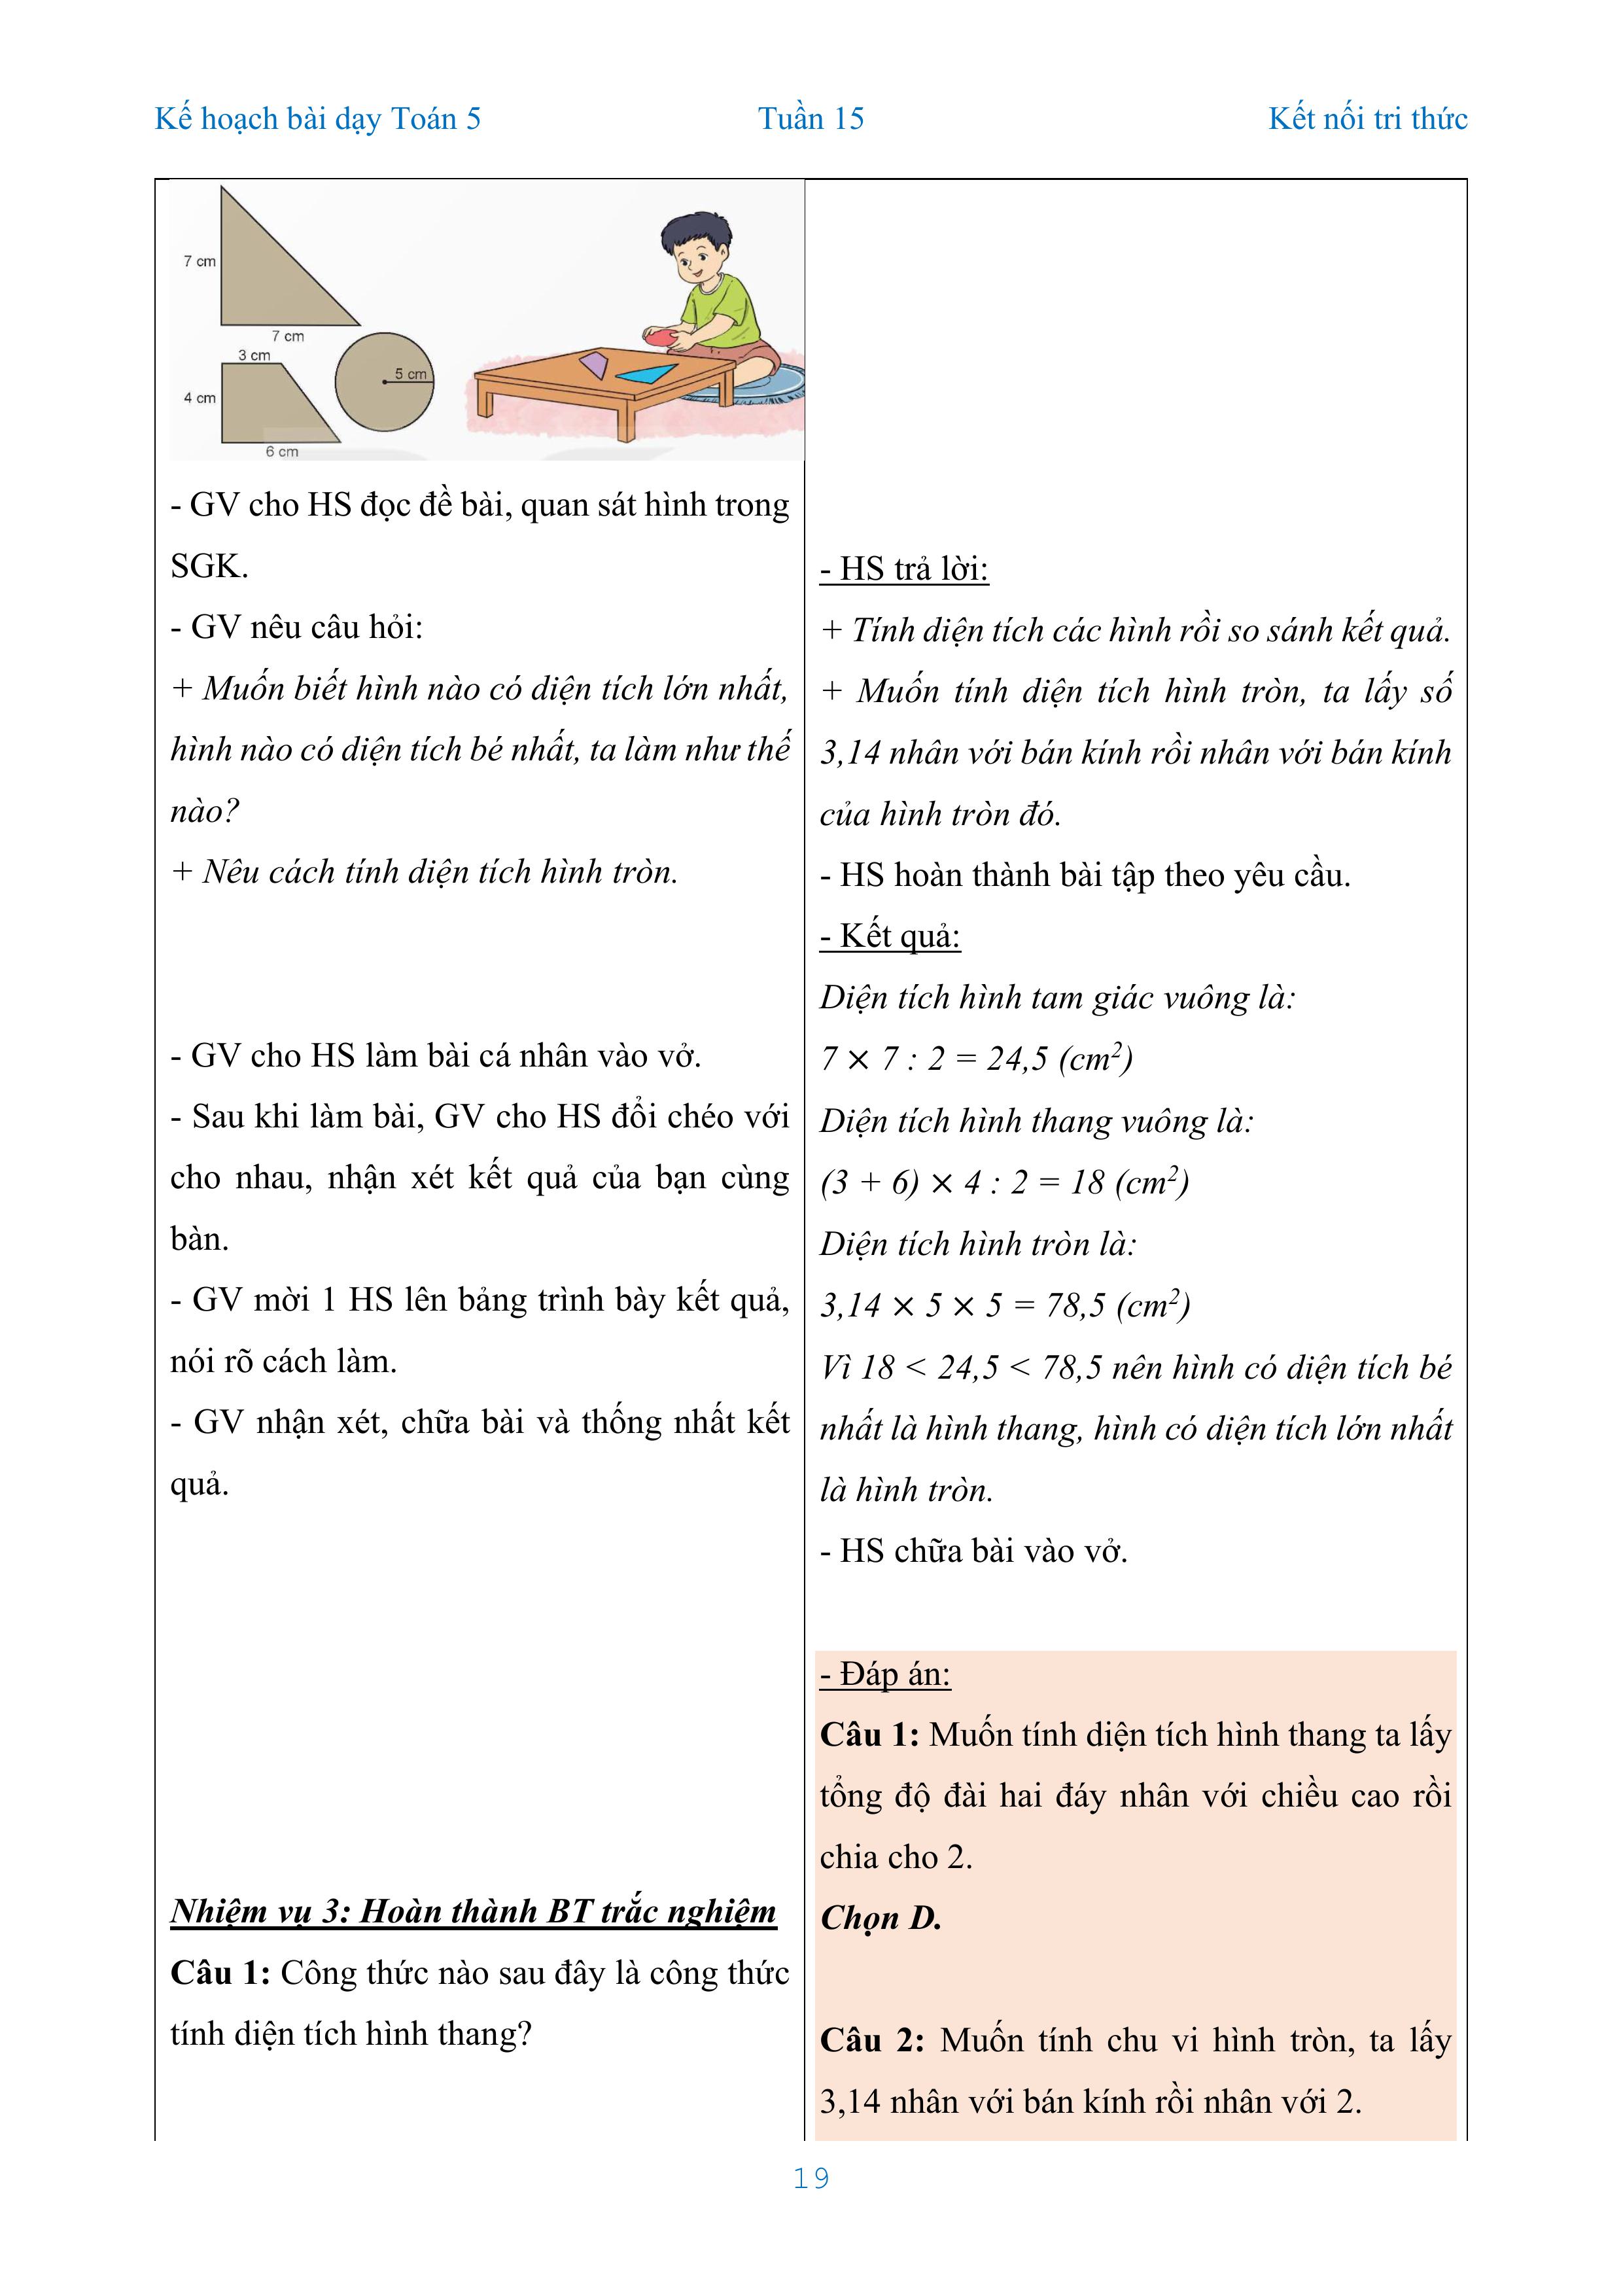 Kế hoạch bài dạy Toán 5 Tuần 15 Kết nối tri thức
7 cm
7 cm
3 cm
5 cm
4 cm
6 cm
- GV cho HS đọc đề bài, quan sát hình trong
SGK.
- GV nêu câu hỏi:
+ Muốn biết hình nào có diện tích lớn nhất,
hình nào có diện tích bé nhất, ta làm như thế
nào?
+ Nêu cách tính diện tích hình tròn.
- GV cho HS làm bài cá nhân vào vở.
- Sau khi làm bài, GV cho HS đổi chéo với
cho nhau, nhận xét kết quả của bạn cùng
bàn.
- GV mời 1 HS lên bảng trình bày kết quả,
nói rõ cách làm.
- GV nhận xét, chữa bài và thống nhất kết
quả.
Nhiệm vụ 3: Hoàn thành BT trắc nghiệm
Câu 1: Công thức nào sau đây là công thức
tính diện tích hình thang?
- HS trả lời:
+ Tính diện tích các hình rồi so sánh kết quả.
+ Muốn tính diện tích hình tròn, ta lấy số
3,14 nhân với bán kính rồi nhân với bán kính
của hình tròn đó.
- HS hoàn thành bài tập theo yêu cầu.
- Kết quả:
Diện tích hình tam giác vuông là:
7 × 7 : 2 = 24,5 (cm²)
Diện tích hình thang vuông là:
(3 + 6) × 4 : 2 = 18 (cm²)
Diện tích hình tròn là:
3,14 × 5 × 5 = 78,5 (cm²)
Vì 18 < 24,5 < 78,5 nên hình có diện tích bé
nhất là hình thang, hình có diện tích lớn nhất
là hình tròn.
- HS chữa bài vào vở.
- Đáp án:
Câu 1: Muốn tính diện tích hình thang ta lấy
tổng độ đài hai đáy nhân với chiều cao rồi
chia cho 2.
Chọn D.
Câu 2: Muốn tính chu vi hình tròn, ta lấy
3,14 nhân với bán kính rồi nhân với 2.
19